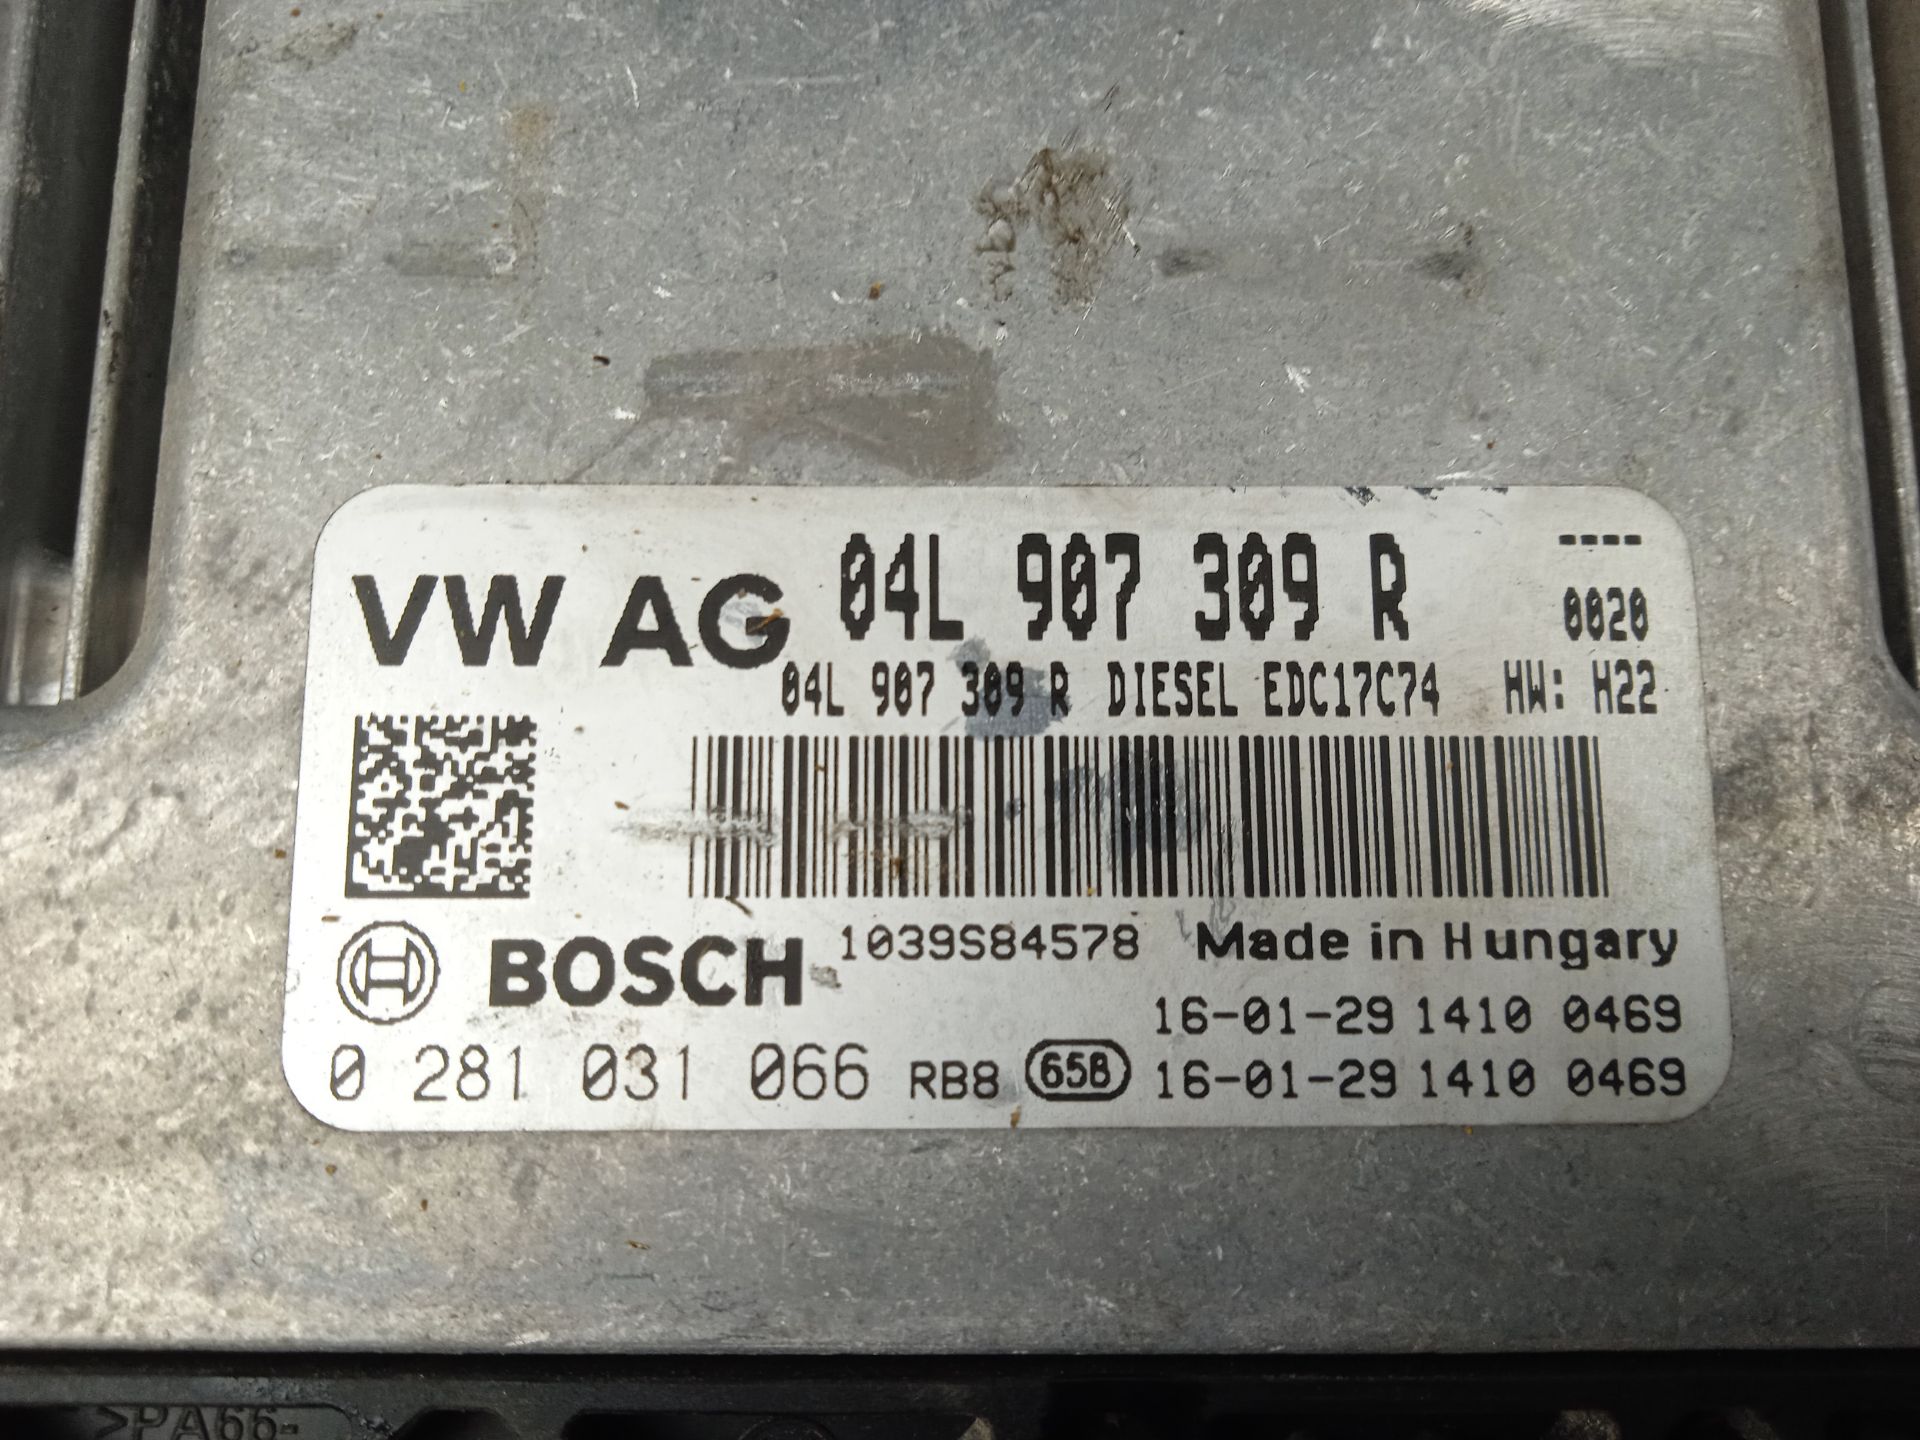 VW AG 04L 907 309 R ----
0020
04L 907 309 R DIESEL EDC17C74 HW: H22
BOSCH 1039S84578 Made in Hungary
16-01-29 1410 0469
0 281 031 066 RB8 658 16-01-29 1410 0469
>PA66-